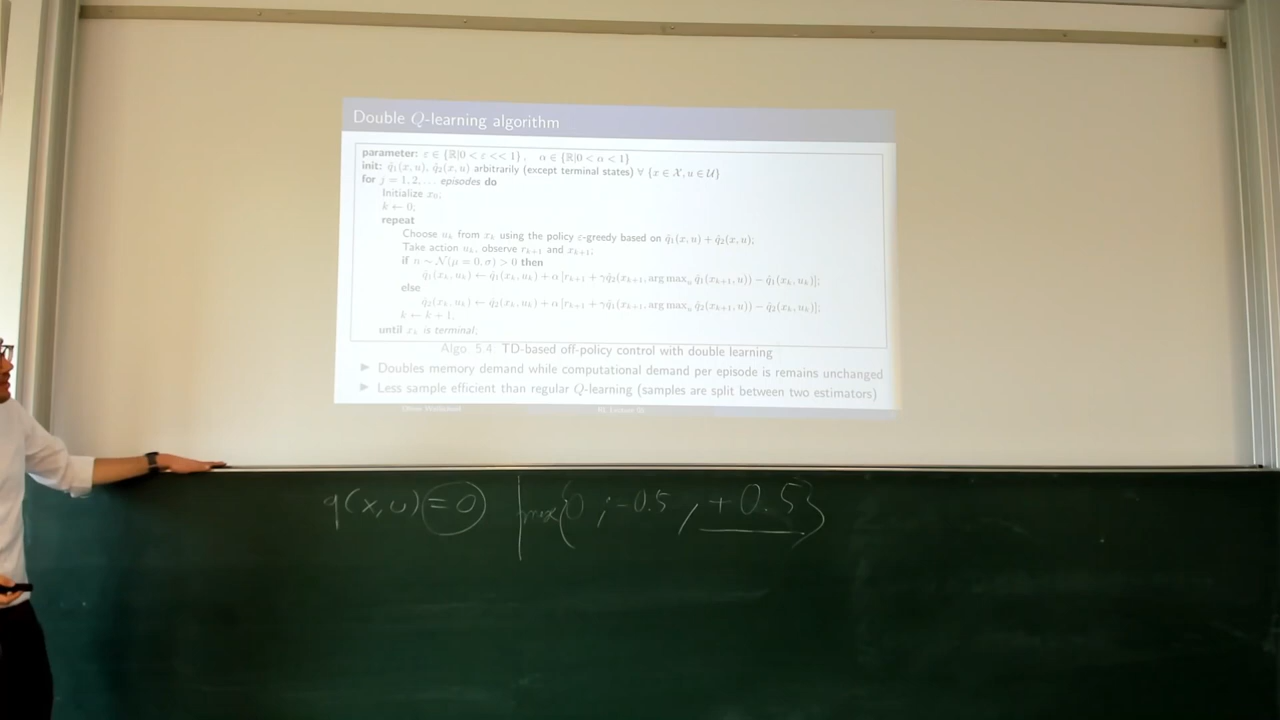 Double Q-learning algorithm
parameter: ε ∈ {ℝ|0 < ε << 1}, α ∈ {ℝ|0 < α < 1}
init: q̂₁(x, u), q̂₂(x, u) arbitrarily (except terminal states) ∀ {x ∈ 𝒳, u ∈ 𝒰}
for j = 1, 2, ... episodes do
Initialize x₀;
k ← 0;
repeat
Choose uₖ from xₖ using the policy ε-greedy based on q̂₁(x, u) + q̂₂(x, u);
Take action uₖ, observe rₖ₊₁ and xₖ₊₁;
if n ~ 𝒩(μ = 0, σ) > 0 then
q̂₁(xₖ, uₖ) ← q̂₁(xₖ, uₖ) + α [rₖ₊₁ + γq̂₂(xₖ₊₁, arg maxᵤ q̂₁(xₖ₊₁, u)) − q̂₁(xₖ, uₖ)];
else
q̂₂(xₖ, uₖ) ← q̂₂(xₖ, uₖ) + α [rₖ₊₁ + γq̂₁(xₖ₊₁, arg maxᵤ q̂₂(xₖ₊₁, u)) − q̂₂(xₖ, uₖ)];
k ← k + 1;
until xₖ is terminal;
Algo. 5.4: TD-based off-policy control with double learning
▶ Doubles memory demand while computational demand per episode is remains unchanged
▶ Less sample efficient than regular Q-learning (samples are split between two estimators)
RL Lecture 05
q(x,u) = 0 | max{0 ; -0.5 , +0.5}